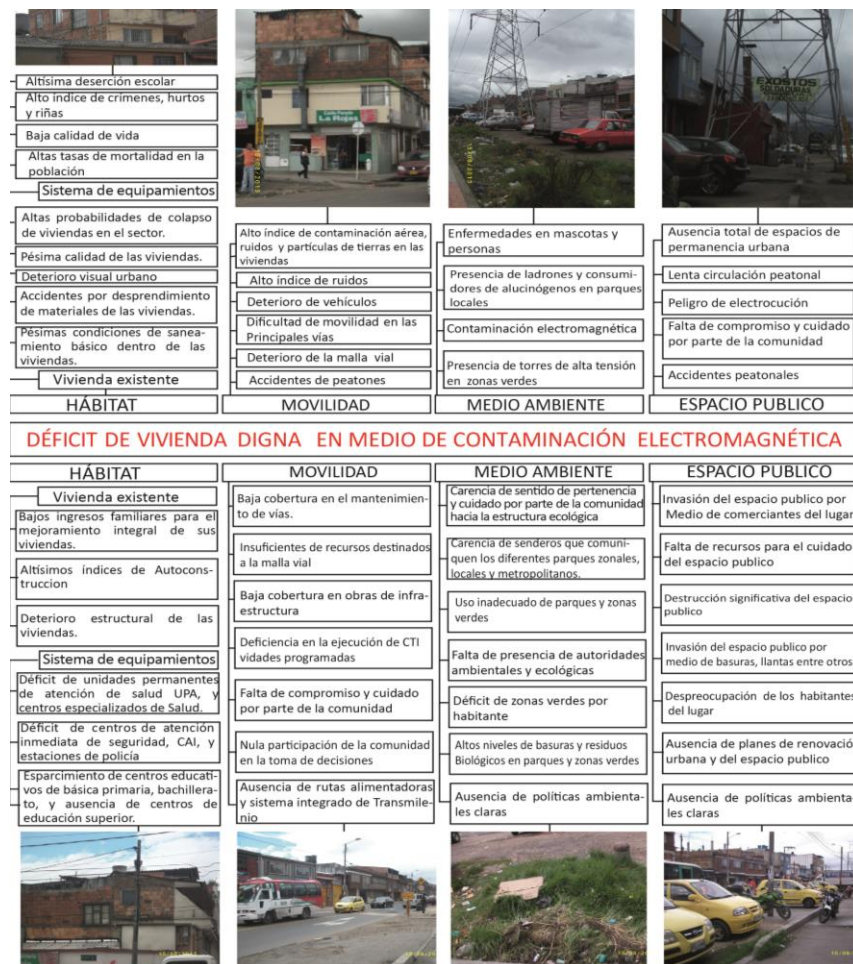 Altísima deserción escolar
Alto índice de crimenes, hurtos
y riñas
Baja calidad de vida
Altas tasas de mortalidad en la
población
Sistema de equipamientos
Altas probabilidades de colapso
de viviendas en el sector.
Pésima calidad de las viviendas.
Deterioro visual urbano
Accidentes por desprendimiento
de materiales de las viviendas.
Pésimas condiciones de sanea-
miento básico dentro de las
viviendas.
Vivienda existente
HÁBITAT
La Rojas
Alto índice de contaminación aérea,
ruidos y partículas de tierras en las
viviendas
Alto índice de ruidos
Deterioro de vehículos
Dificultad de movilidad en las
Principales vías
Deterioro de la malla vial
Accidentes de peatones
MOVILIDAD
Enfermedades en mascotas y
personas
Presencia de ladrones y consumi-
dores de alucinógenos en parques
locales
Contaminación electromagnética
Presencia de torres de alta tensión
en zonas verdes
MEDIO AMBIENTE
EXOSTOS
SOLDADURAS
Ausencia total de espacios de
permanencia urbana
Lenta circulación peatonal
Peligro de electrocución
Falta de compromiso y cuidado
por parte de la comunidad
Accidentes peatonales
ESPACIO PUBLICO
DÉFICIT DE VIVIENDA DIGNA EN MEDIO DE CONTAMINACIÓN ELECTROMAGNÉTICA
HÁBITAT
Vivienda existente
Bajos ingresos familiares para el
mejoramiento integral de sus
viviendas.
Altísimos índices de Autocons-
truccion
Deterioro estructural de las
viviendas.
Sistema de equipamientos
Déficit de unidades permanentes
de atención de salud UPA, y
centros especializados de Salud.
Déficit de centros de atención
inmediata de seguridad, CAI, y
estaciones de policía
Esparcimiento de centros educati-
vos de básica primaria, bachillera-
to, y ausencia de centros de
educación superior.
MOVILIDAD
Baja cobertura en el mantenimien-
to de vías.
Insuficientes de recursos destinados
a la malla vial
Baja cobertura en obras de infra-
estructura
Deficiencia en la ejecución de CTI
vidades programadas
Falta de compromiso y cuidado
por parte de la comunidad
Nula participación de la comunidad
en la toma de decisiones
Ausencia de rutas alimentadoras
y sistema integrado de Transmile-
nio
MEDIO AMBIENTE
Carencia de sentido de pertenencia
y cuidado por parte de la comunidad
hacia la estructura ecológica
Carencia de senderos que comuni-
quen los diferentes parques zonales,
locales y metropolitanos.
Uso inadecuado de parques y zonas
verdes
Falta de presencia de autoridades
ambientales y ecológicas
Déficit de zonas verdes por
habitante
Altos niveles de basuras y residuos
Biológicos en parques y zonas verdes
Ausencia de políticas ambienta-
les claras
ESPACIO PUBLICO
Invasión del espacio publico por
Medio de comerciantes del lugar
Falta de recursos para el cuidado
del espacio publico
Destrucción significativa del espacio
publico
Invasión del espacio publico por
medio de basuras, llantas entre otros
Despreocupación de los habitantes
del lugar
Ausencia de planes de renovación
urbana y del espacio publico
Ausencia de políticas ambienta-
les claras